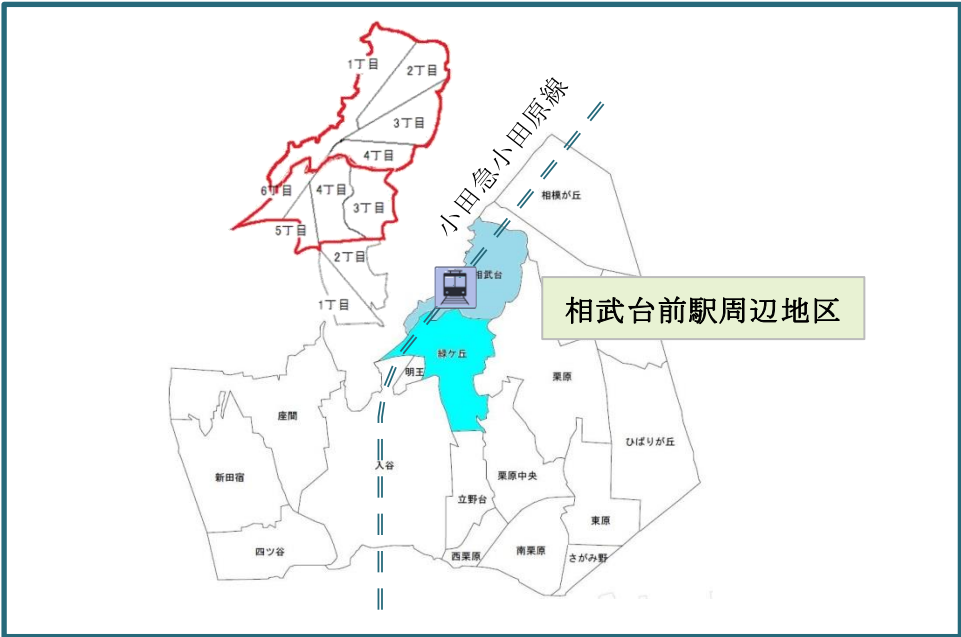 1丁目
2丁目
3丁目
4丁目
6丁目
4丁目
3丁目
5丁目
2丁目
1丁目
小田急小田原線
相模が丘
相武台
相武台前駅周辺地区
緑ケ丘
明王
栗原
座間
ひばりが丘
入谷
新田宿
栗原中央
立野台
東原
四ツ谷
西栗原
南栗原
さがみ野